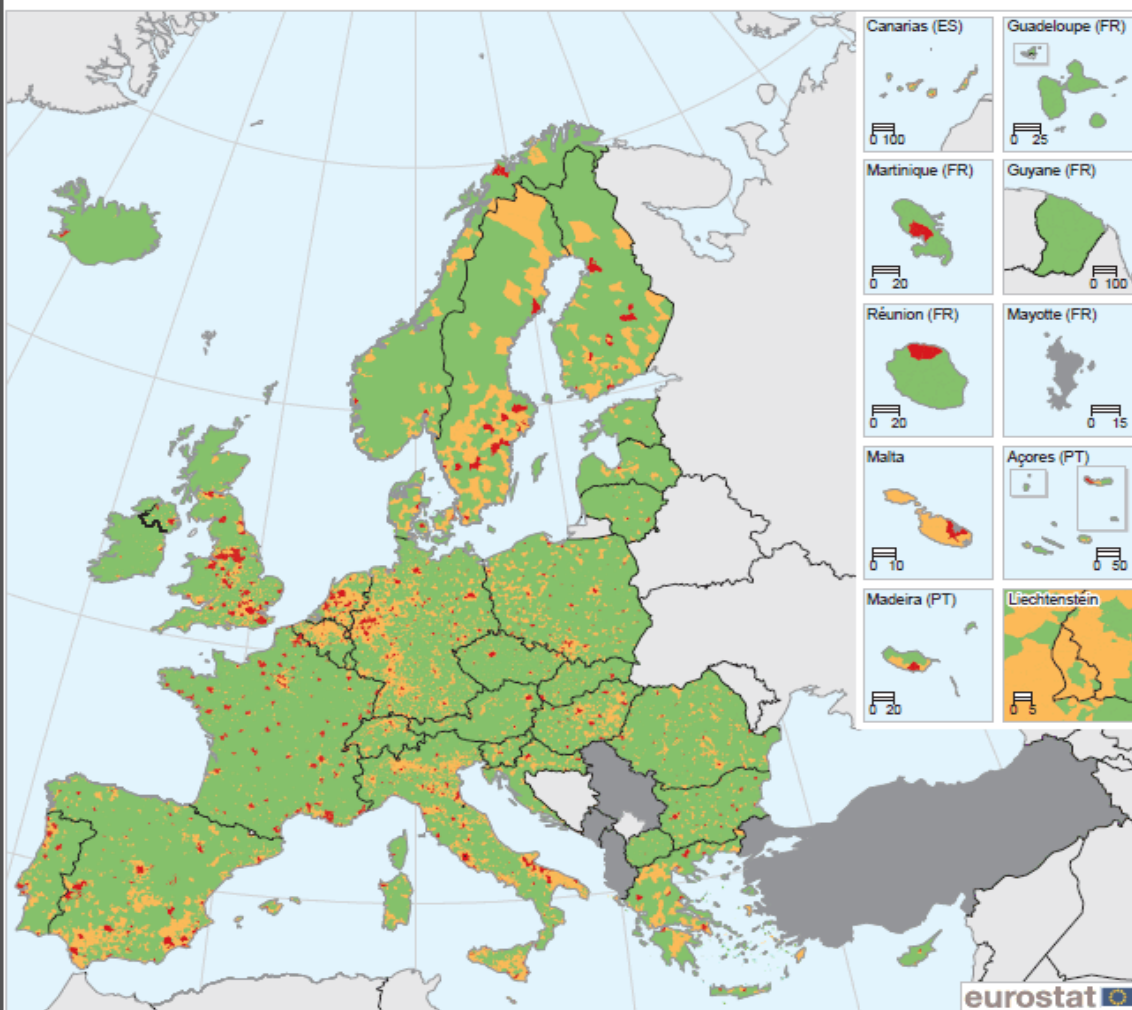 Canarias (ES)
0 100
Guadeloupe (FR)
0 25
Martinique (FR)
0 20
Guyane (FR)
0 100
Réunion (FR)
0 20
Mayotte (FR)
0 15
Malta
0 10
Açores (PT)
0 50
Madeira (PT)
0 20
Liechtenstein
0 5
eurostat